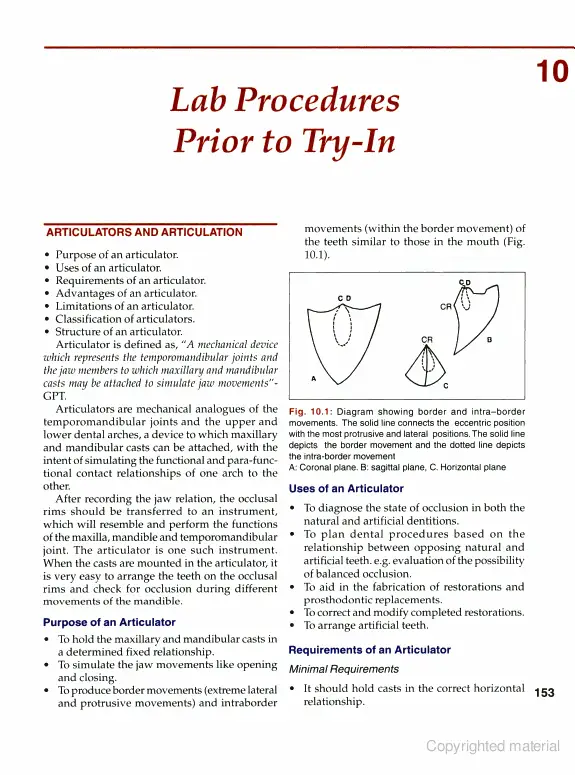 10
Lab Procedures
Prior to Try-In
ARTICULATORS AND ARTICULATION
• Purpose of an articulator.
• Uses of an articulator.
• Requirements of an articulator.
• Advantages of an articulator.
• Limitations of an articulator.
• Classification of articulators.
• Structure of an articulator.
Articulator is defined as, “A mechanical device
which represents the temporomandibular joints and
the jaw members to which maxillary and mandibular
casts may be attached to simulate jaw movements”-
GPT.
Articulators are mechanical analogues of the
temporomandibular joints and the upper and
lower dental arches, a device to which maxillary
and mandibular casts can be attached, with the
intent of simulating the functional and para-func-
tional contact relationships of one arch to the
other.
After recording the jaw relation, the occlusal
rims should be transferred to an instrument,
which will resemble and perform the functions
of the maxilla, mandible and temporomandibular
joint. The articulator is one such instrument.
When the casts are mounted in the articulator, it
is very easy to arrange the teeth on the occlusal
rims and check for occlusion during different
movements of the mandible.
Purpose of an Articulator
• To hold the maxillary and mandibular casts in
a determined fixed relationship.
• To simulate the jaw movements like opening
and closing.
• To produce border movements (extreme lateral
and protrusive movements) and intraborder
movements (within the border movement) of
the teeth similar to those in the mouth (Fig.
10.1).
C D
A
C D
CR
B
CR
C
Fig. 10.1: Diagram showing border and intra–border
movements. The solid line connects the eccentric position
with the most protrusive and lateral positions. The solid line
depicts the border movement and the dotted line depicts
the intra-border movement
A: Coronal plane. B: sagittal plane, C. Horizontal plane
Uses of an Articulator
• To diagnose the state of occlusion in both the
natural and artificial dentitions.
• To plan dental procedures based on the
relationship between opposing natural and
artificial teeth. e.g. evaluation of the possibility
of balanced occlusion.
• To aid in the fabrication of restorations and
prosthodontic replacements.
• To correct and modify completed restorations.
• To arrange artificial teeth.
Requirements of an Articulator
Minimal Requirements
• It should hold casts in the correct horizontal
relationship.
153
Copyrighted material